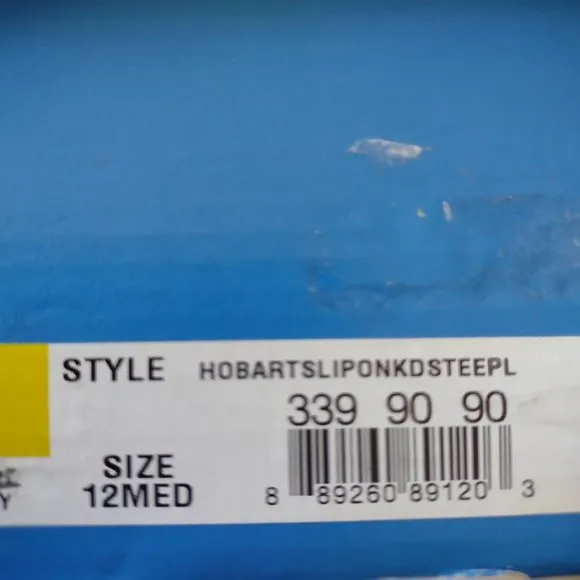 STYLE HOBARTSLIPONKDSTEEPL
339 90 90
SIZE
12MED
8 89260 89120 3